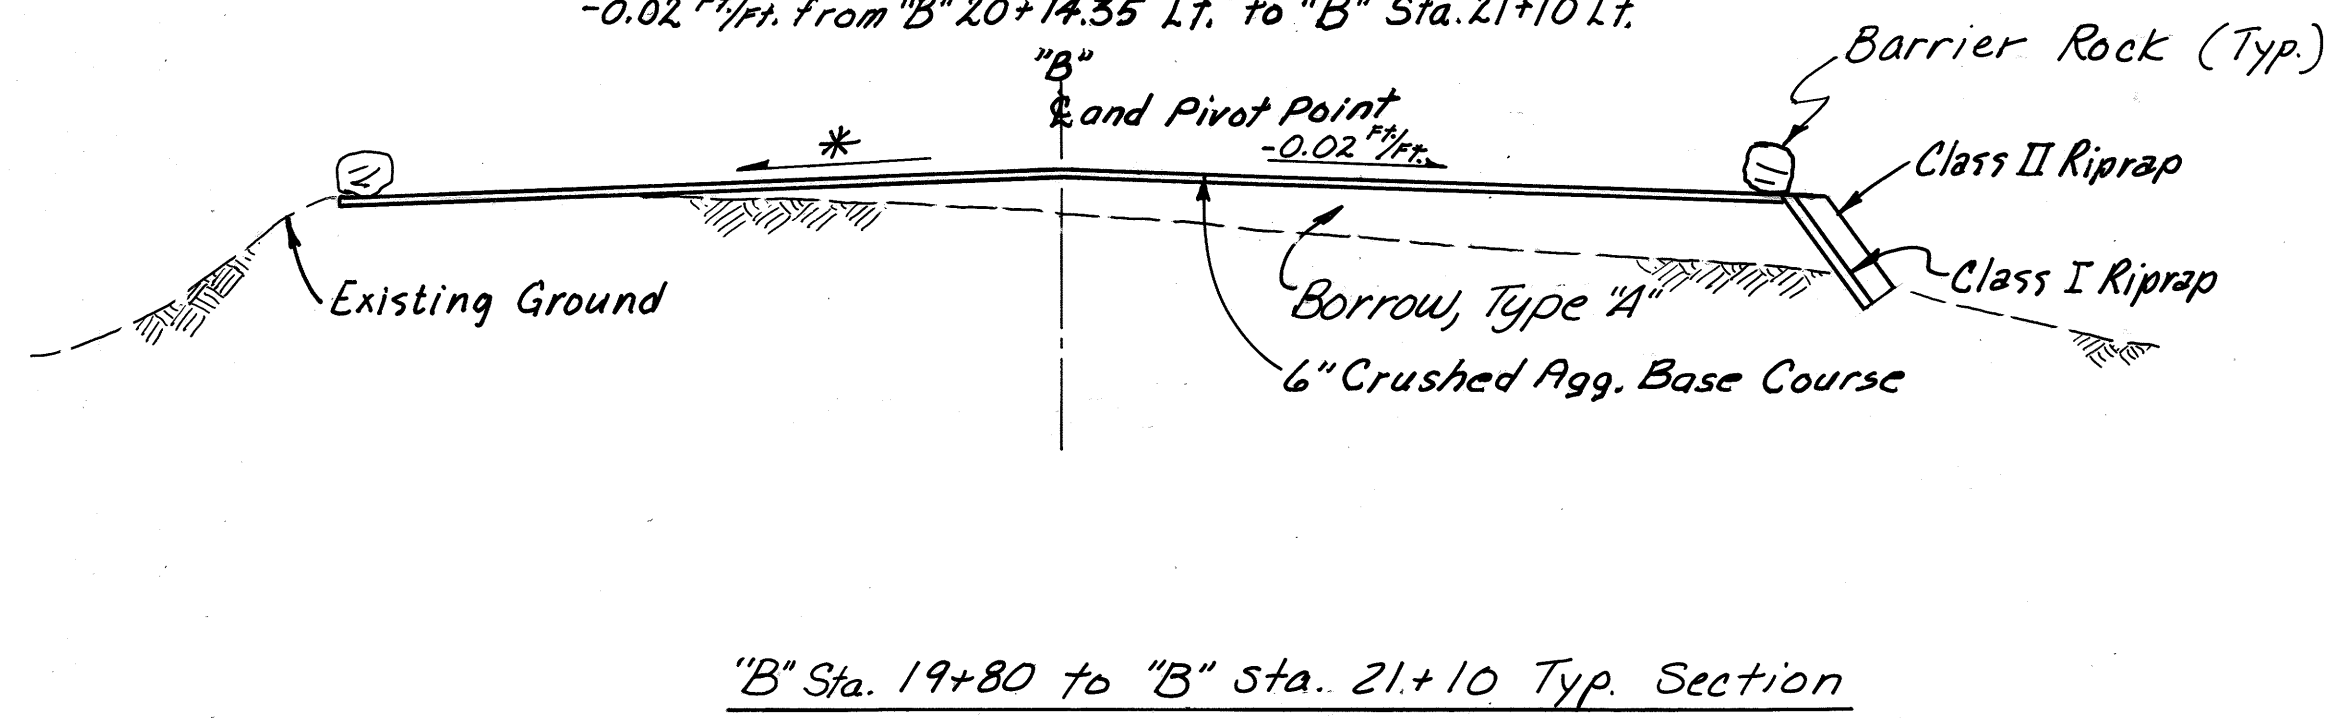 -0.02 Ft./Ft. from "B" 20+14.35 Lt. to "B" Sta. 21+10 Lt.
"B"
Barrier Rock (Typ.)
℄ and Pivot Point
*
-0.02 Ft./Ft.
Class II Riprap
Existing Ground
Borrow, Type "A"
Class I Riprap
6" Crushed Agg. Base Course
"B" Sta. 19+80 to "B" Sta. 21+10 Typ. Section